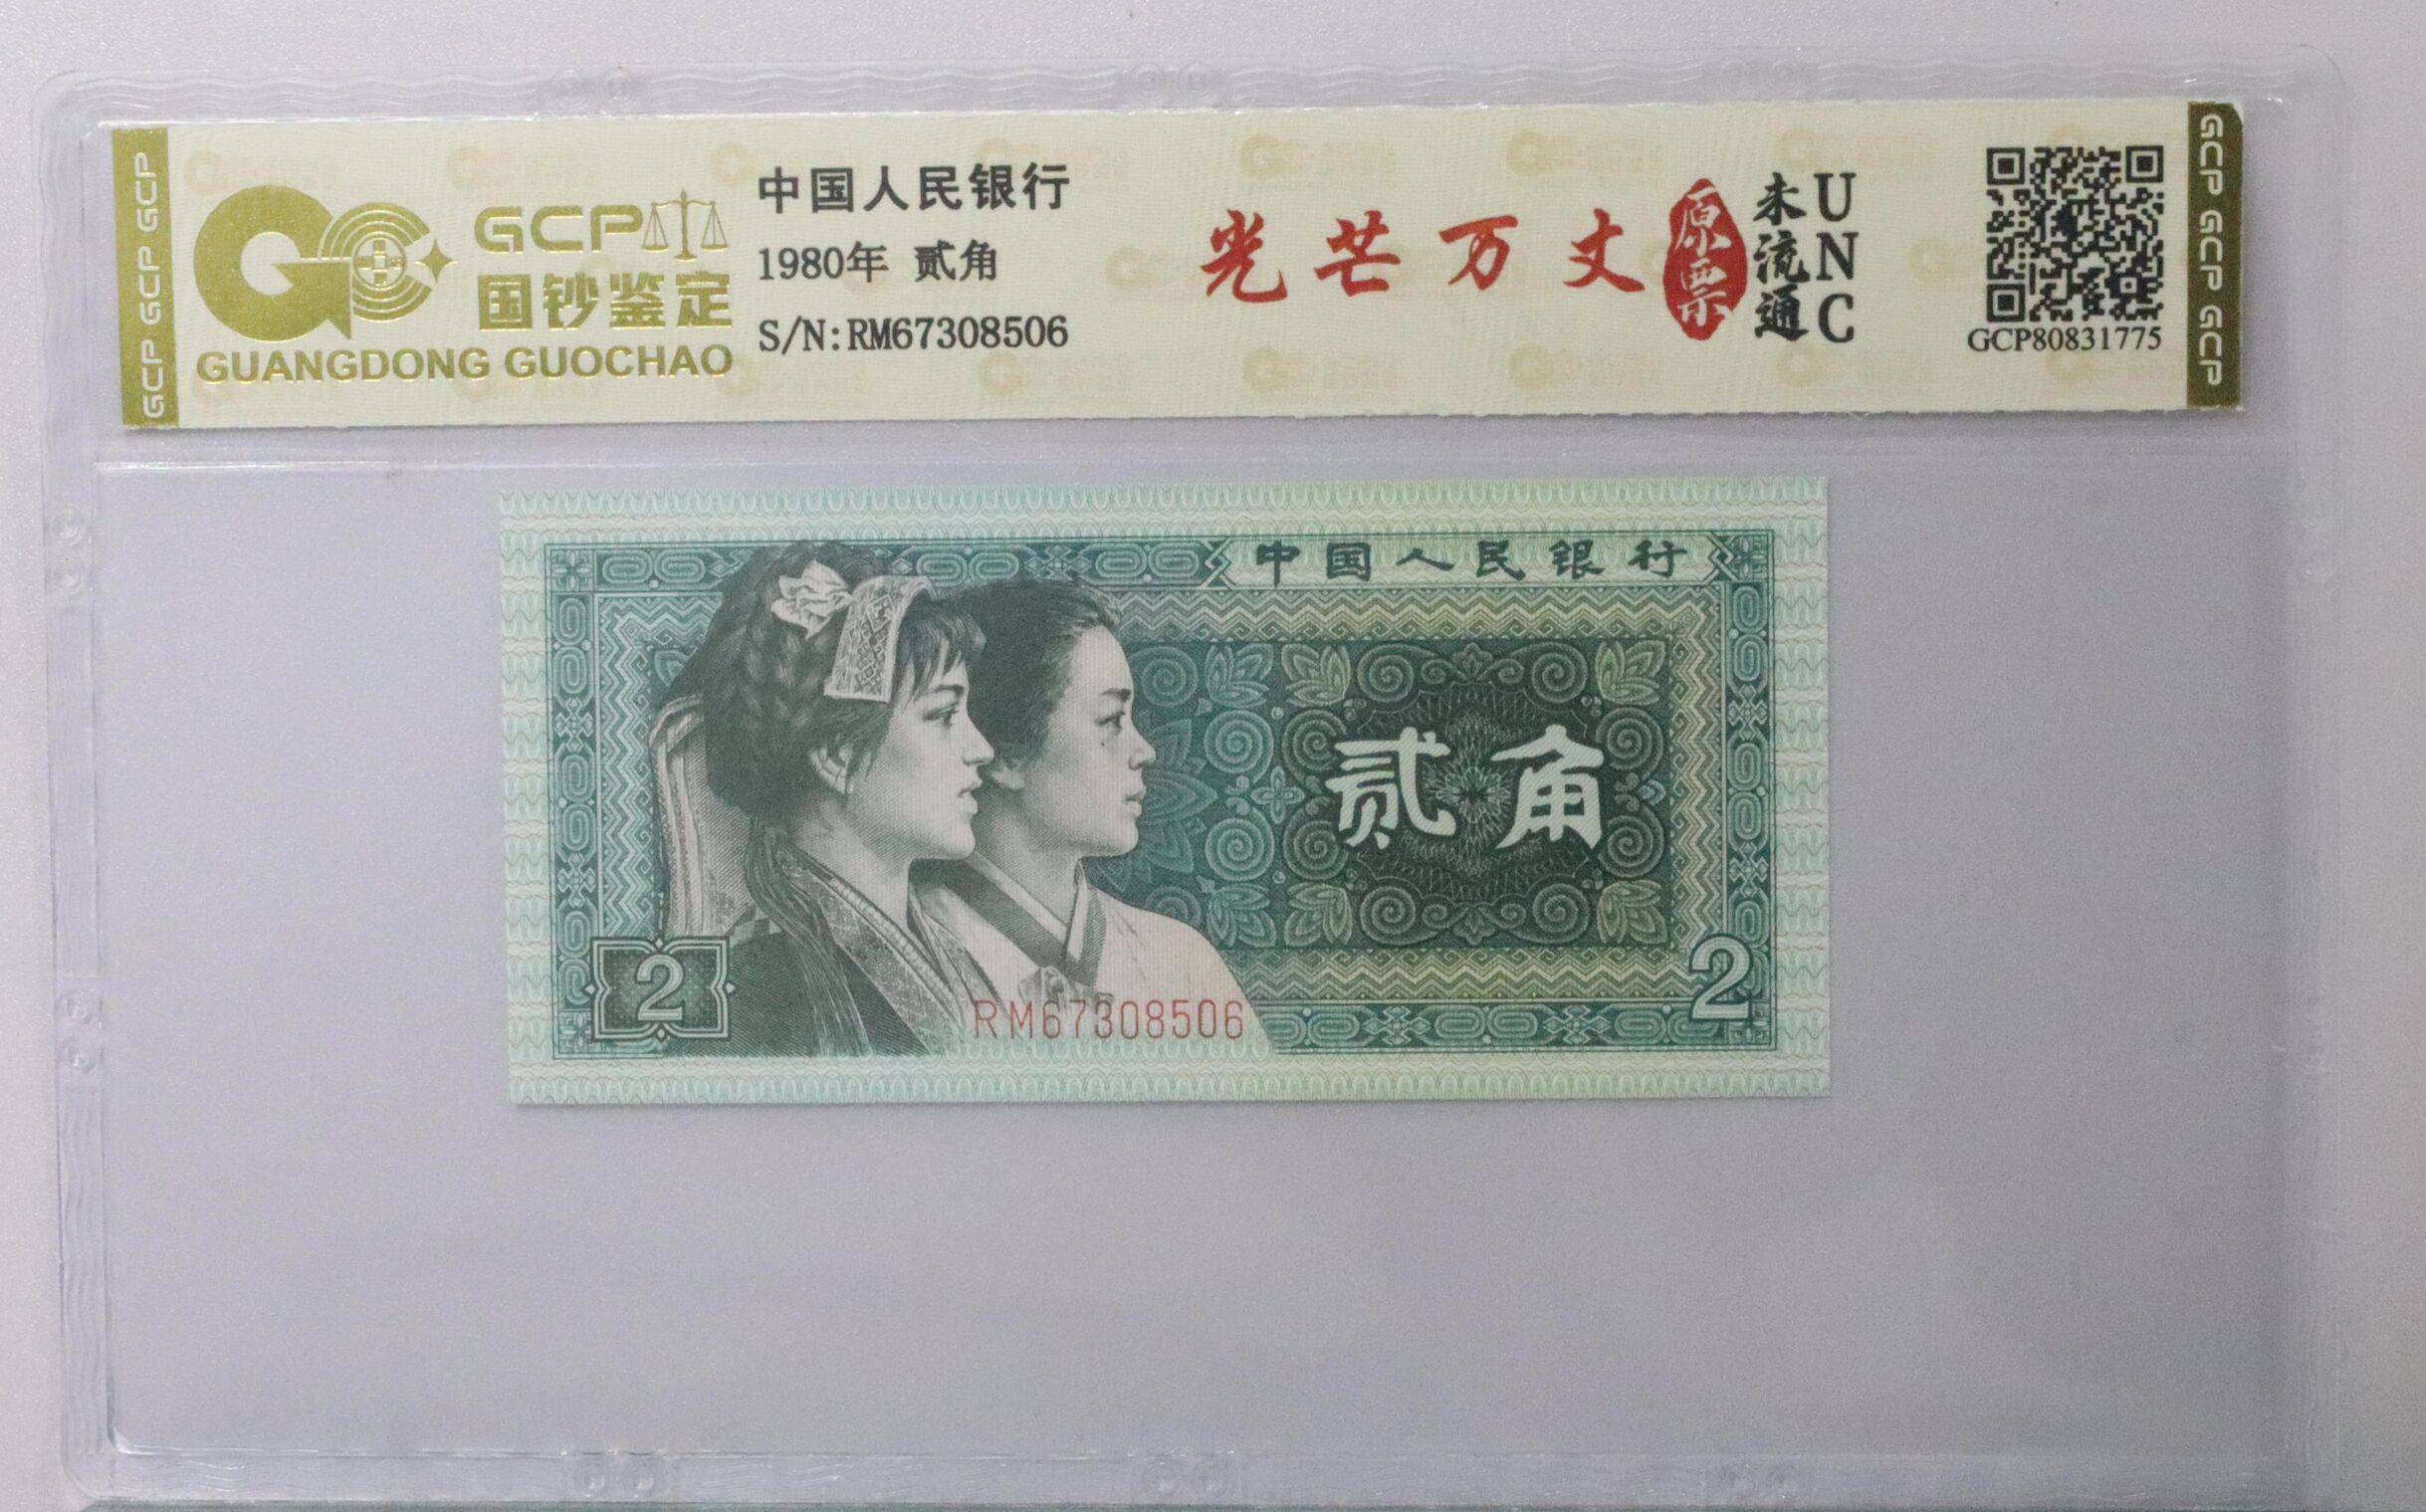 GCP GCP GCP
GCP
国钞鉴定
GUANGDONG GUOCHAO
中国人民银行
1980年 贰角
S/N:RM67308506
光芒万丈
原票
未流通
UNC
GCP80831775
GCP GCP GCP
中国人民银行
贰角
2
RM67308506
2